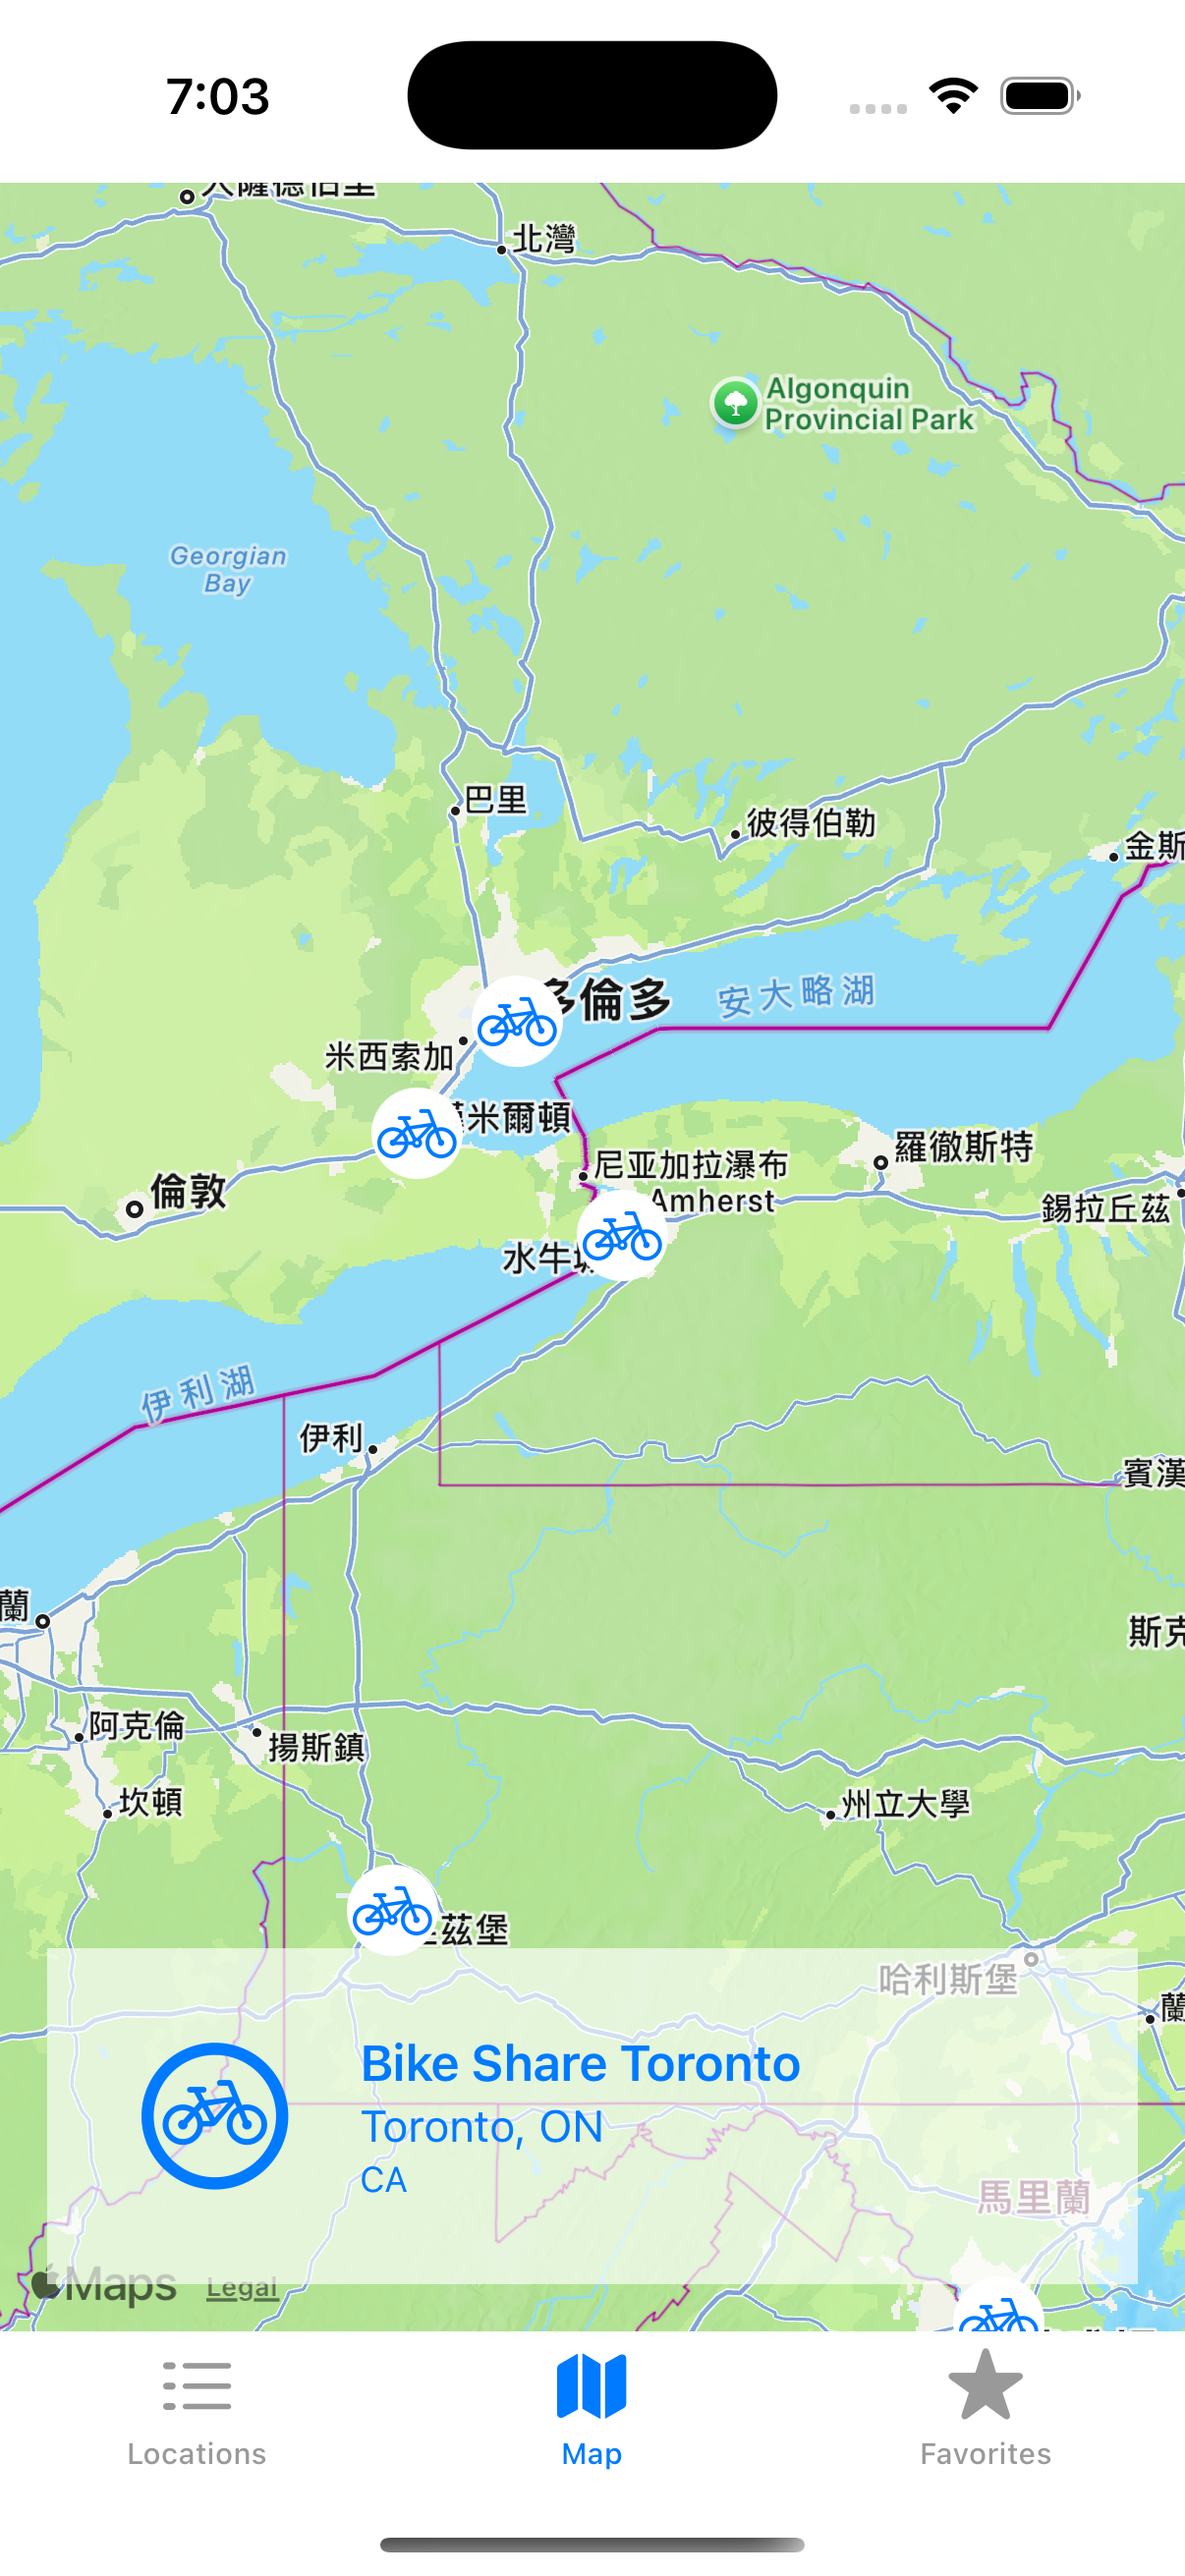 7:03
北灣
Algonquin
Provincial Park
Georgian
Bay
巴里
彼得伯勒
金斯
多倫多
安大略湖
米西索加
米爾頓
尼亚加拉瀑布
羅徹斯特
Amherst
倫敦
錫拉丘茲
水牛
伊利湖
伊利
賓漢
蘭
斯克
阿克倫
揚斯鎮
坎頓
州立大學
茲堡
哈利斯堡
蘭
Bike Share Toronto
Toronto, ON
CA
馬里蘭
Maps
Legal
Locations
Map
Favorites